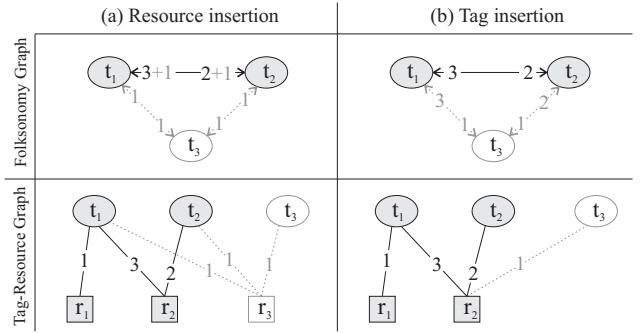 (a) Resource insertion
(b) Tag insertion
Folksonomy Graph
t1 3+1 2+1 t2
1 1
1 1
t3
t1 3 2 t2
3 2
1 1
t3
Tag-Resource Graph
t1 t2 t3
1 3 2 1 1 1
r1 r2 r3
t1 t2 t3
1 3 2 1
r1 r2